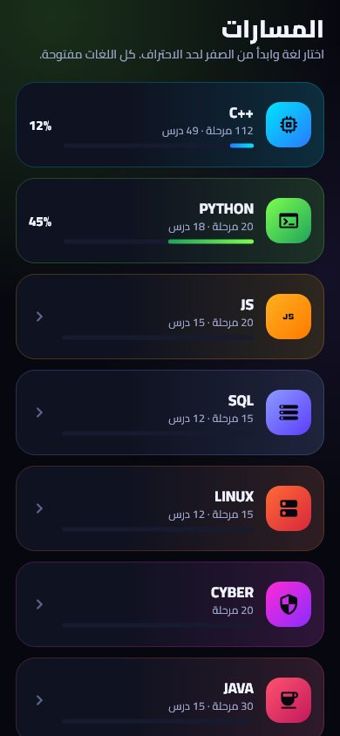 المسارات
اختار لغة وابدأ من الصفر لحد الاحتراف. كل اللغات مفتوحة.
C++
112 مرحلة · 49 درس
12%
PYTHON
20 مرحلة · 18 درس
45%
JS
JS
20 مرحلة · 15 درس
SQL
15 مرحلة · 12 درس
LINUX
15 مرحلة · 12 درس
CYBER
20 مرحلة
JAVA
30 مرحلة · 15 درس